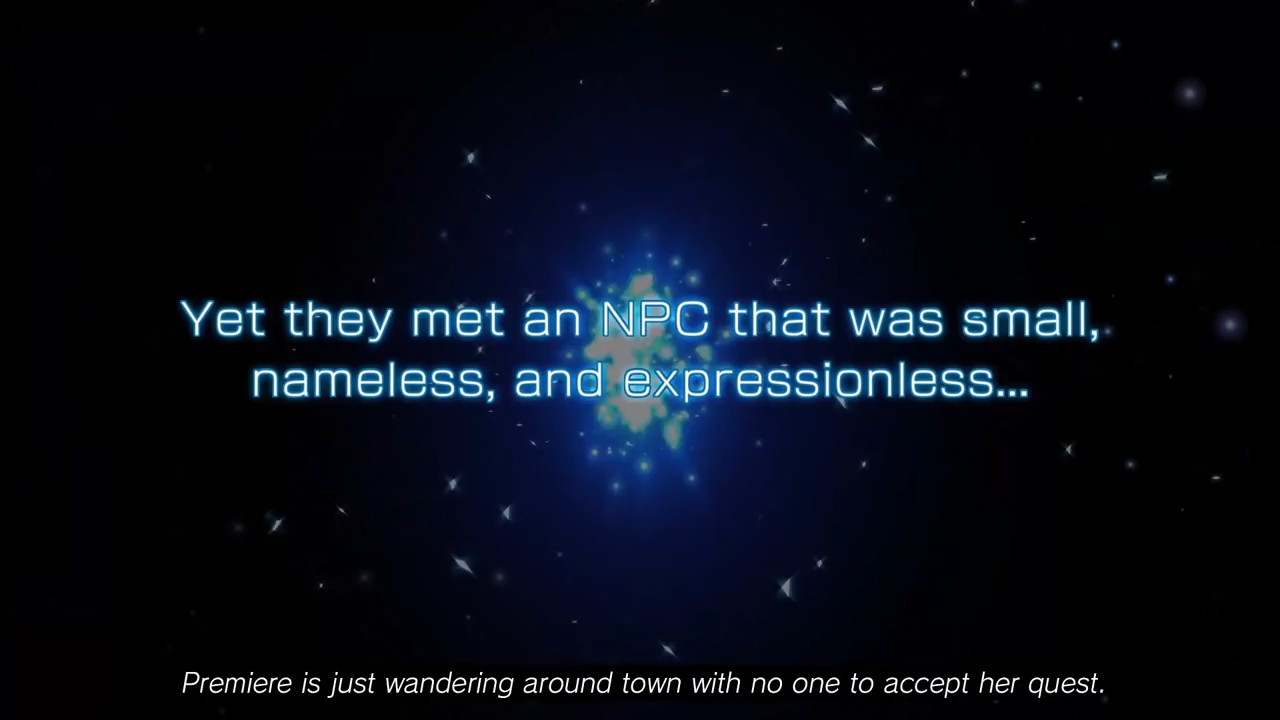 Yet they met an NPC that was small,
nameless, and expressionless...
Premiere is just wandering around town with no one to accept her quest.